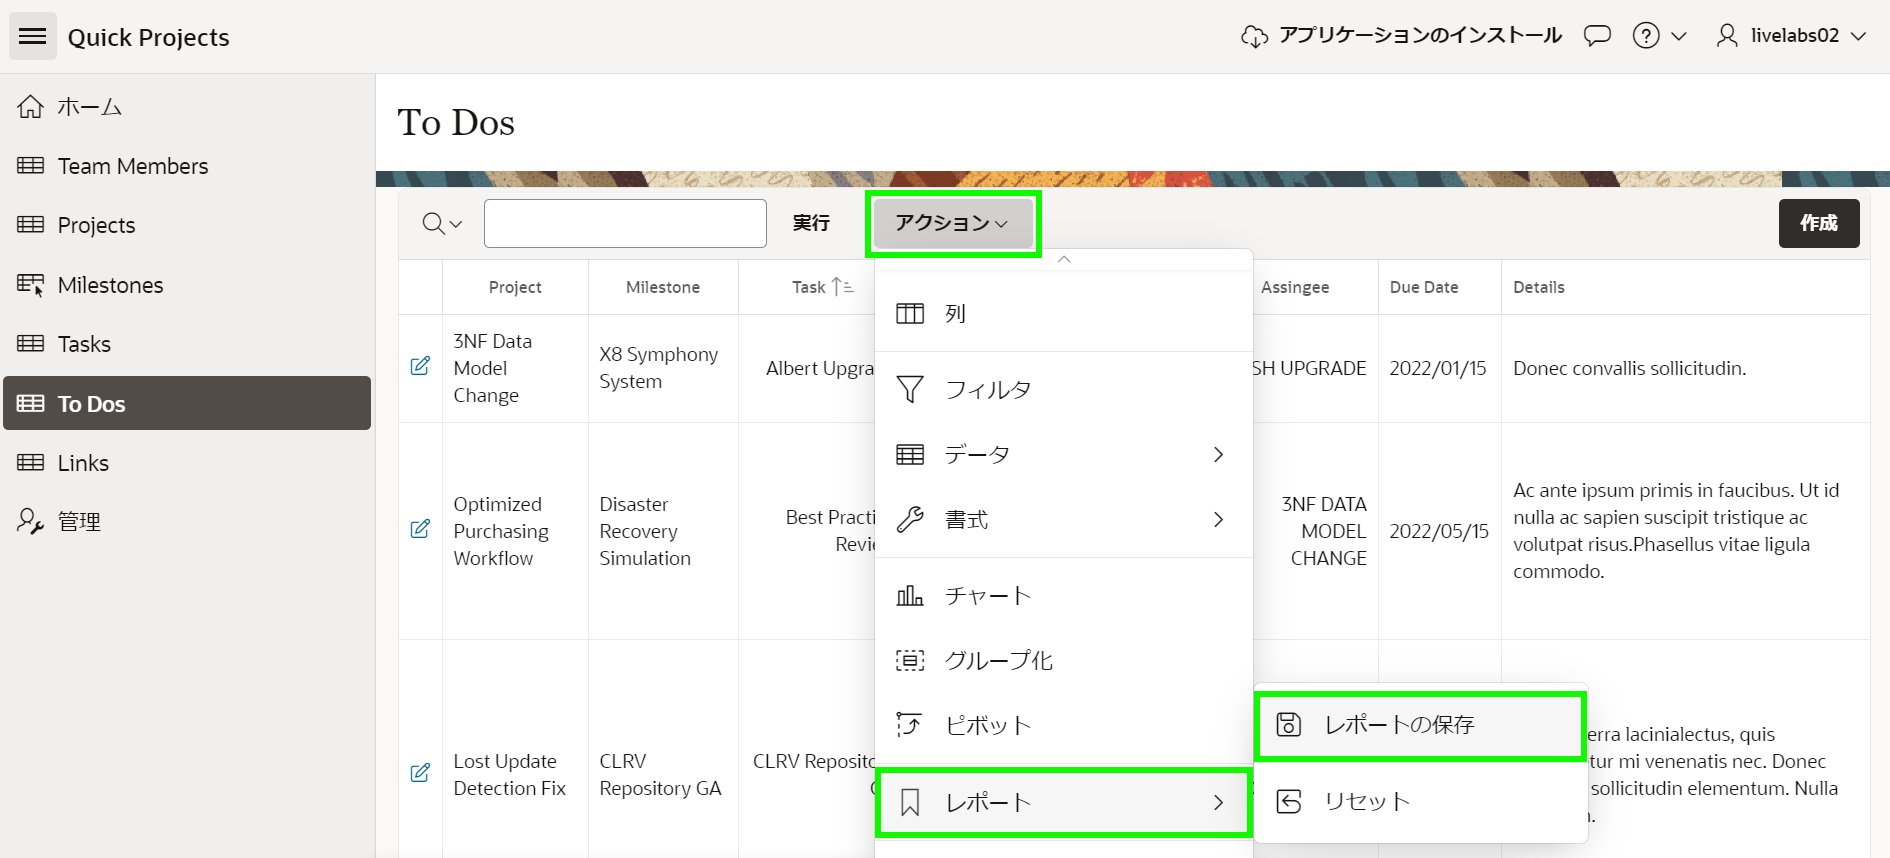 Quick Projects
アプリケーションのインストール
livelabs02
ホーム
Team Members
Projects
Milestones
Tasks
To Dos
Links
管理
To Dos
実行
アクション
作成
Project
Milestone
Task
Assingee
Due Date
Details
3NF Data
Model
Change
X8 Symphony
System
Albert Upgra
SH UPGRADE
2022/01/15
Donec convallis sollicitudin.
Optimized
Purchasing
Workflow
Disaster
Recovery
Simulation
Best Practi
Revie
3NF DATA
MODEL
CHANGE
2022/05/15
Ac ante ipsum primis in faucibus. Ut id
nulla ac sapien suscipit tristique ac
volutpat risus.Phasellus vitae ligula
commodo.
Lost Update
Detection Fix
CLRV
Repository GA
CLRV Reposito
erra lacinialectus, quis
tur mi venenatis nec. Donec
sollicitudin elementum. Nulla
列
フィルタ
データ
書式
チャート
グループ化
ピボット
レポート
レポートの保存
リセット